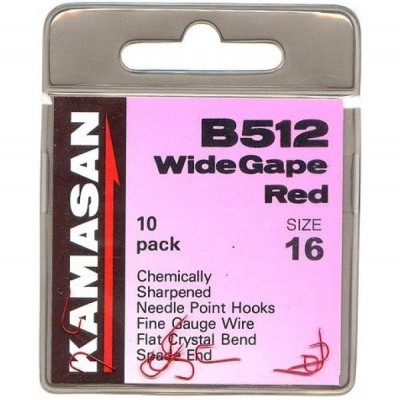 KAMASAN
B512
Wide Gape
Red
10
pack
SIZE
16
Chemically
Sharpened
Needle Point Hooks
Fine Gauge Wire
Flat Crystal Bend
Spade End